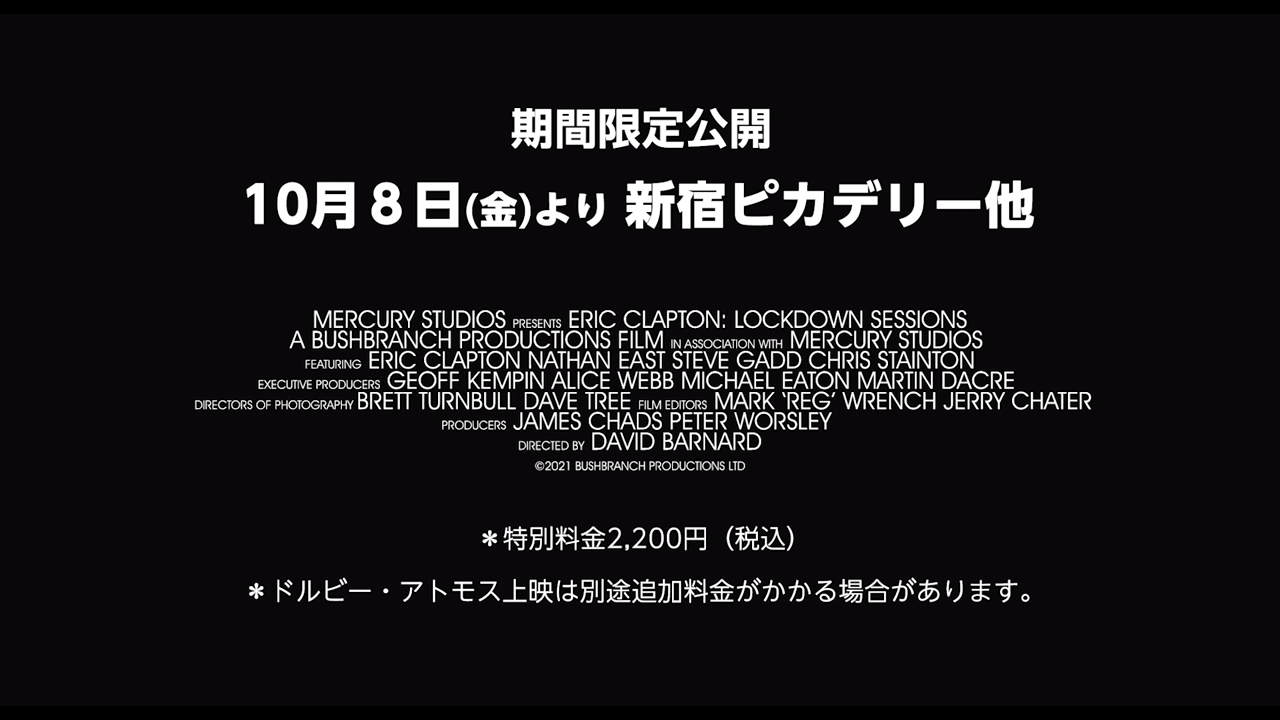 期間限定公開
10月8日(金)より 新宿ピカデリー他
MERCURY STUDIOS PRESENTS ERIC CLAPTON: LOCKDOWN SESSIONS
A BUSHBRANCH PRODUCTIONS FILM IN ASSOCIATION WITH MERCURY STUDIOS
FEATURING ERIC CLAPTON NATHAN EAST STEVE GADD CHRIS STAINTON
EXECUTIVE PRODUCERS GEOFF KEMPIN ALICE WEBB MICHAEL EATON MARTIN DACRE
DIRECTORS OF PHOTOGRAPHY BRETT TURNBULL DAVE TREE FILM EDITORS MARK ‘REG’ WRENCH JERRY CHATER
PRODUCERS JAMES CHADS PETER WORSLEY
DIRECTED BY DAVID BARNARD
©2021 BUSHBRANCH PRODUCTIONS LTD
＊特別料金2,200円（税込）
＊ドルビー・アトモス上映は別途追加料金がかかる場合があります。